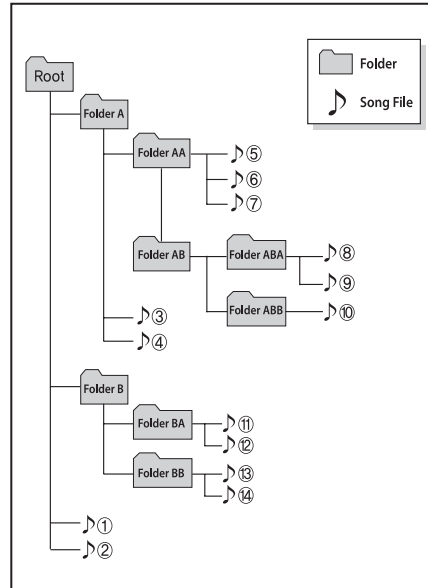 Root
Folder
Song File
Folder A
Folder AA
⑤
⑥
⑦
Folder AB
Folder ABA
⑧
⑨
Folder ABB
⑩
③
④
Folder B
Folder BA
⑪
⑫
Folder BB
⑬
⑭
①
②